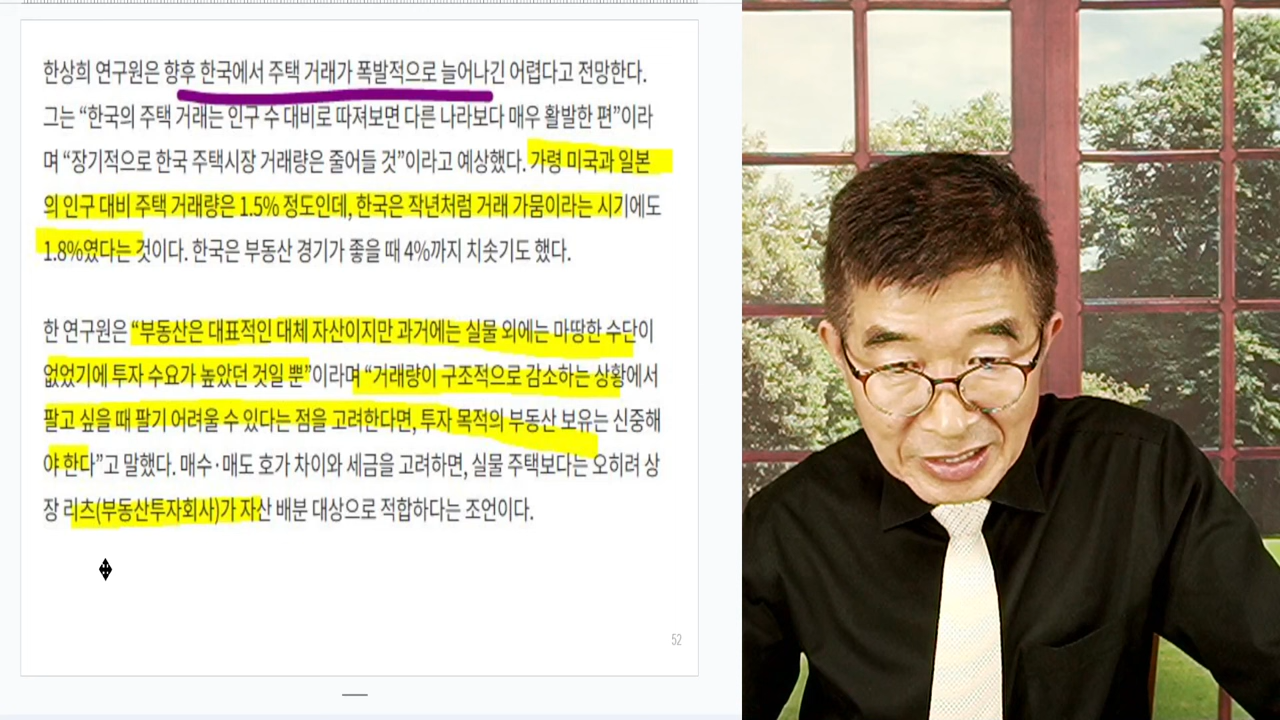 한상희 연구원은 향후 한국에서 주택 거래가 폭발적으로 늘어나긴 어렵다고 전망한다.
그는 “한국의 주택 거래는 인구 수 대비로 따져보면 다른 나라보다 매우 활발한 편”이라
며 “장기적으로 한국 주택시장 거래량은 줄어들 것”이라고 예상했다. 가령 미국과 일본
의 인구 대비 주택 거래량은 1.5% 정도인데, 한국은 작년처럼 거래 가뭄이라는 시기에도
1.8%였다는 것이다. 한국은 부동산 경기가 좋을 때 4%까지 치솟기도 했다.
한 연구원은 “부동산은 대표적인 대체 자산이지만 과거에는 실물 외에는 마땅한 수단이
없었기에 투자 수요가 높았던 것일 뿐”이라며 “거래량이 구조적으로 감소하는 상황에서
팔고 싶을 때 팔기 어려울 수 있다는 점을 고려한다면, 투자 목적의 부동산 보유는 신중해
야 한다”고 말했다. 매수·매도 호가 차이와 세금을 고려하면, 실물 주택보다는 오히려 상
장 리츠(부동산투자회사)가 자산 배분 대상으로 적합하다는 조언이다.
52